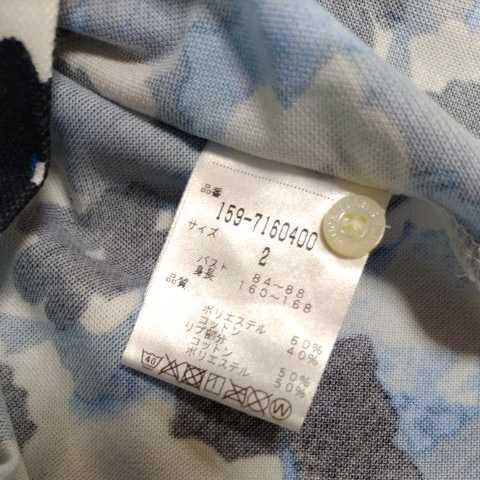 品番
159-7160400
サイズ
2
バスト 84~88
身長 160~168
品質
ポリエステル 60%
コットン 40%
リブ部分
コットン 50%
ポリエステル 50%
40
W